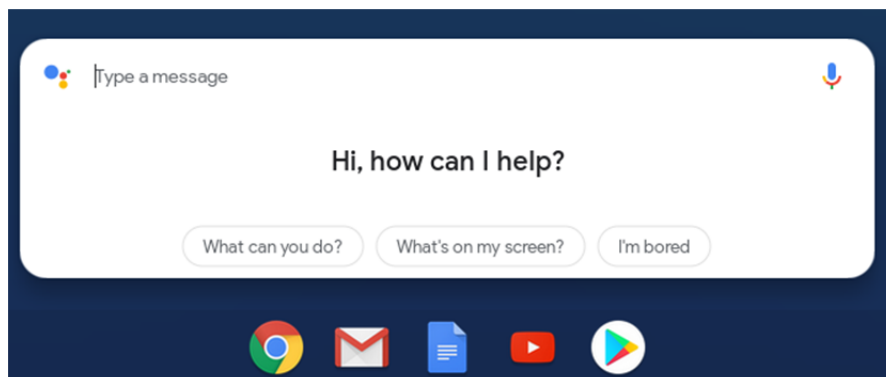 Type a message
Hi, how can I help?
What can you do? What's on my screen? I'm bored